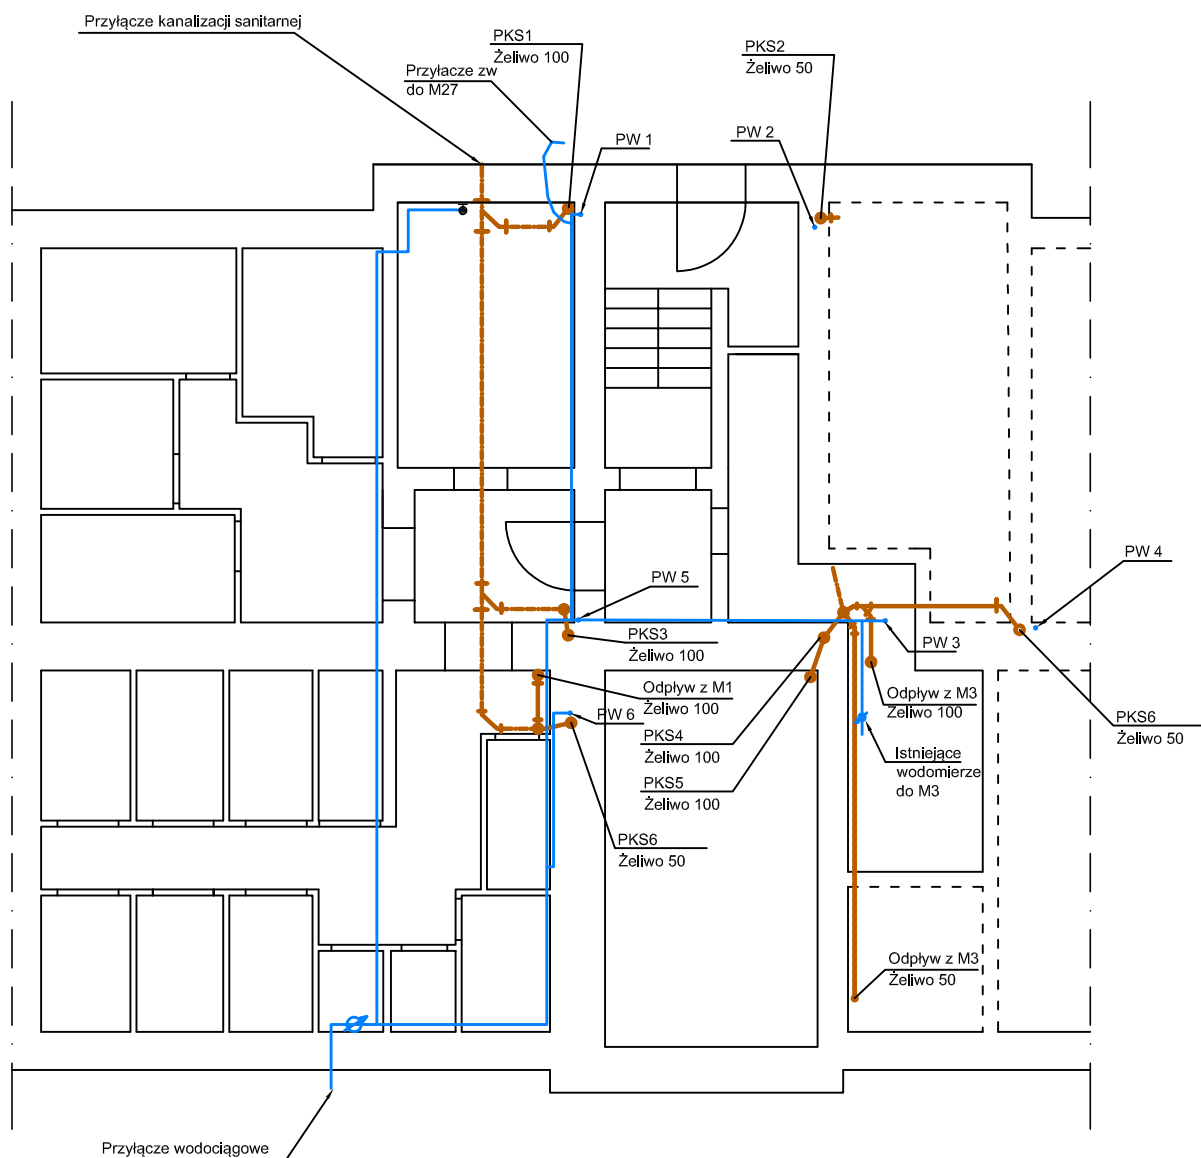 Przyłącze kanalizacji sanitarnej
PKS1
Żeliwo 100
Przyłacze zw
do M27
PKS2
Żeliwo 50
PW 1
PW 2
PW 4
PW 5
PKS3
Żeliwo 100
PW 3
Odpływ z M1
Żeliwo 100
Odpływ z M3
Żeliwo 100
PW 6
PKS4
Żeliwo 100
PKS6
Żeliwo 50
Istniejące
wodomierze
do M3
PKS5
Żeliwo 100
PKS6
Żeliwo 50
Odpływ z M3
Żeliwo 50
Przyłącze wodociągowe